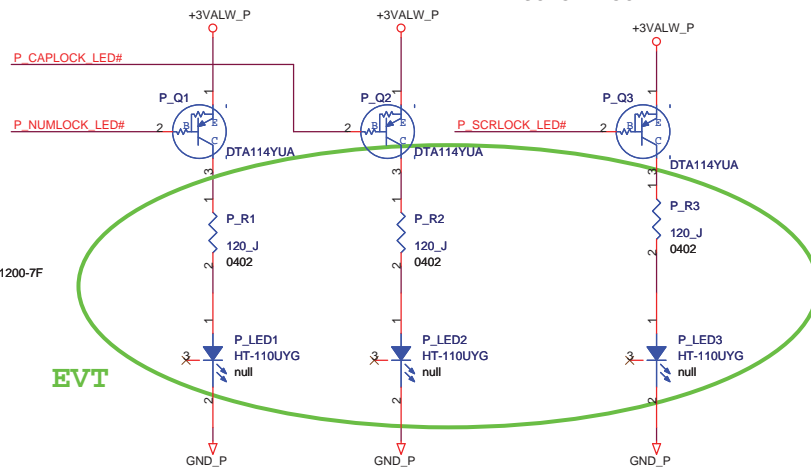 +3VALW_P
+3VALW_P
+3VALW_P
P_CAPLOCK_LED#
P_NUMLOCK_LED#
P_SCRLOCK_LED#
P_Q1
1
2
B
E
C
3
DTA114YUA
P_Q2
1
2
B
E
C
3
DTA114YUA
P_Q3
1
2
B
E
C
3
DTA114YUA
1
P_R1
120_J
0402
2
1
P_R2
120_J
0402
2
1
P_R3
120_J
0402
2
1200-7F
1
P_LED1
3
HT-110UYG
null
2
1
P_LED2
3
HT-110UYG
null
2
1
P_LED3
3
HT-110UYG
null
2
EVT
GND_P
GND_P
GND_P